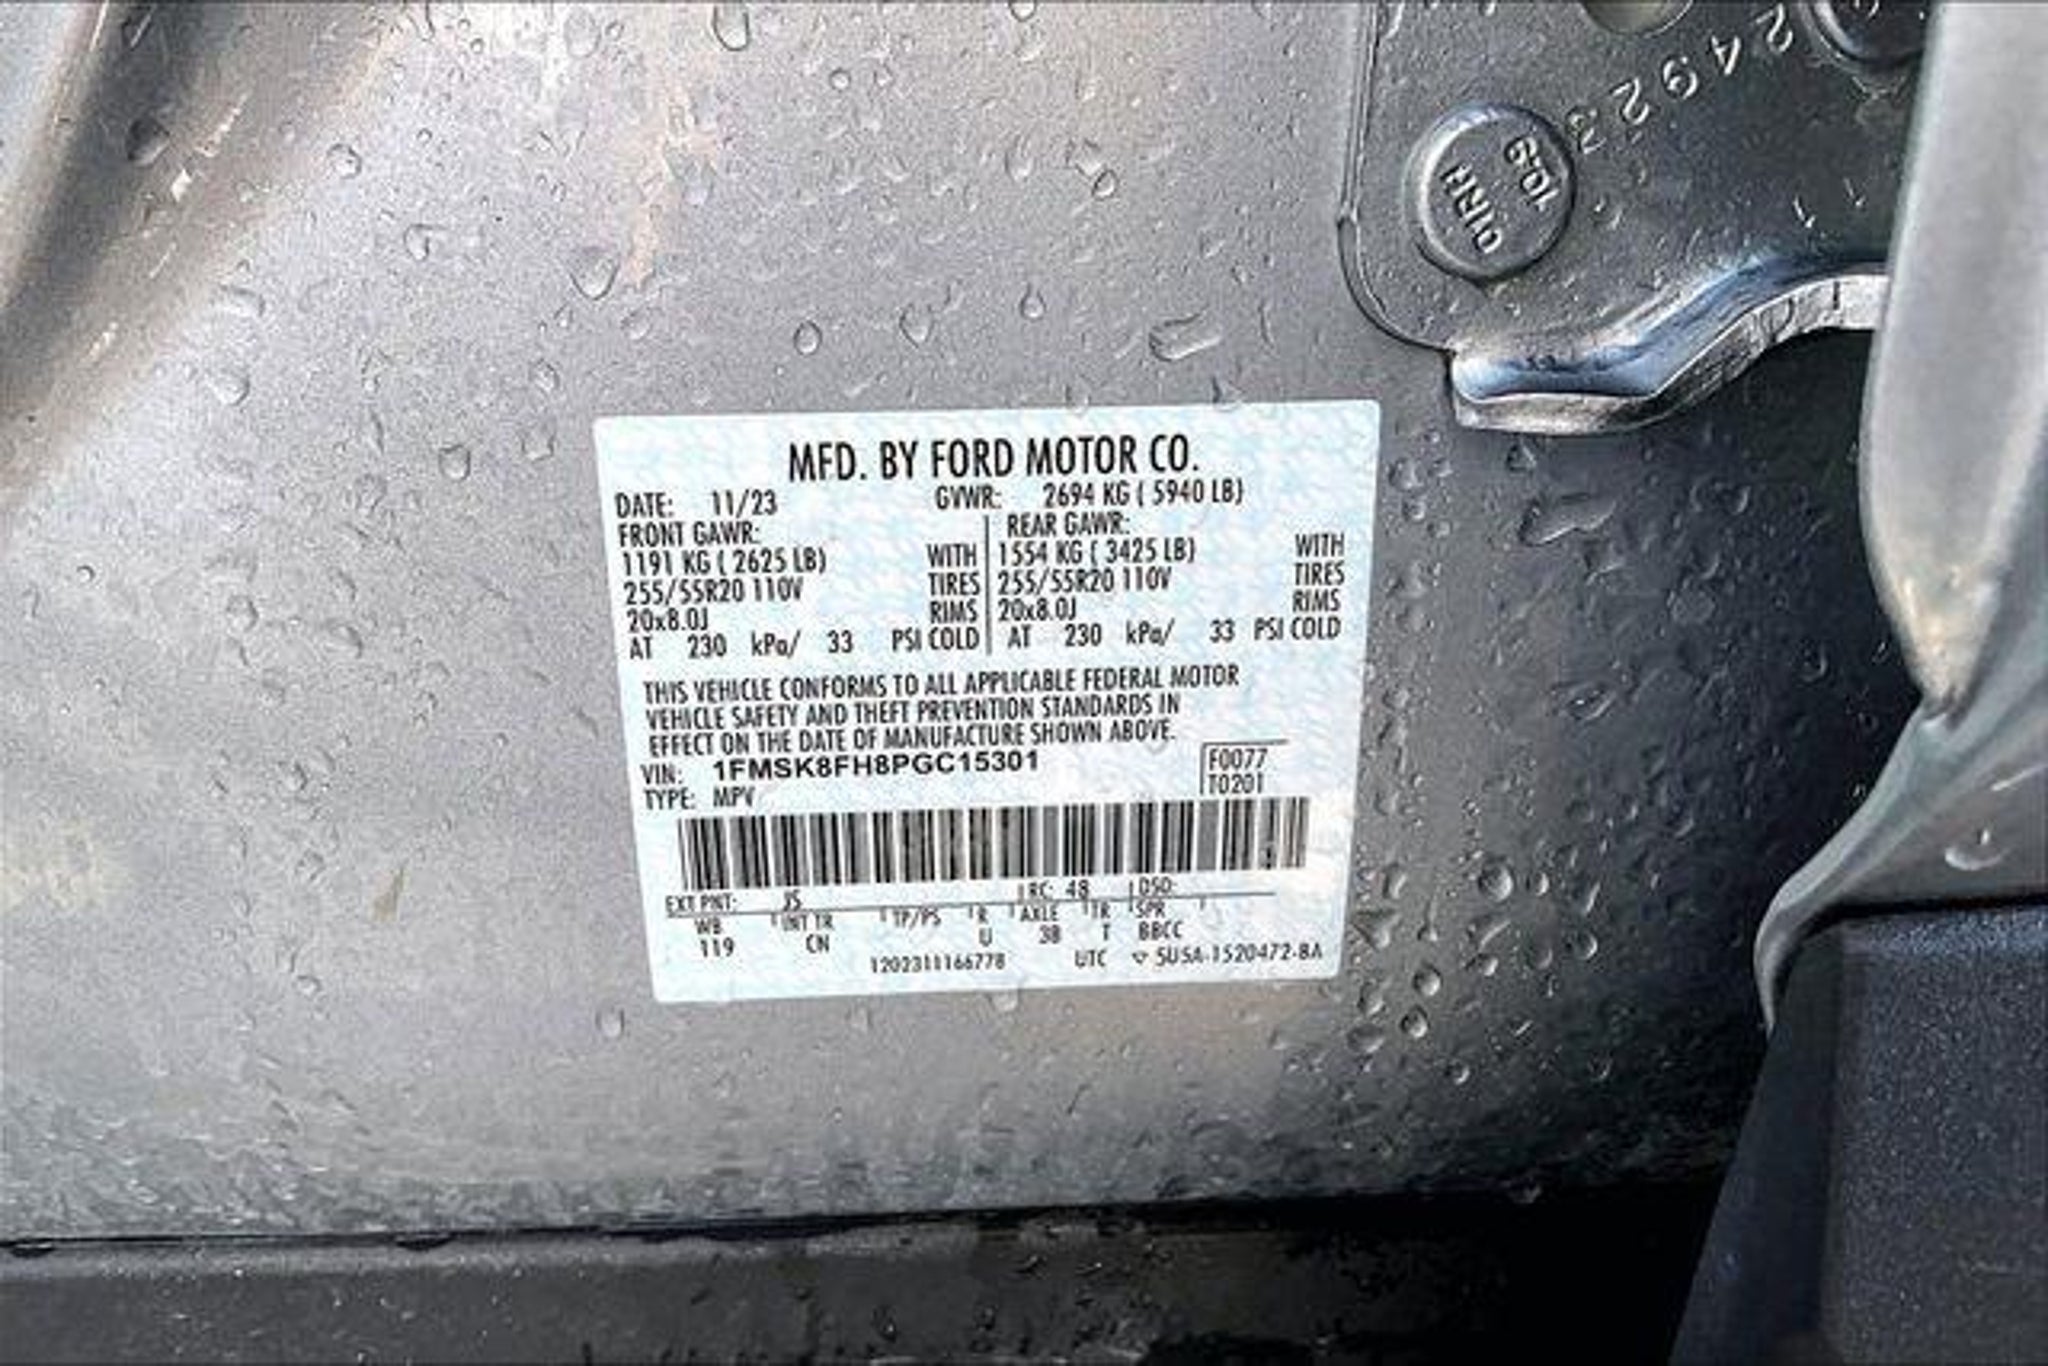 24923
QIRH
10.9
MFD. BY FORD MOTOR CO.
DATE: 11/23 GVWR: 2694 KG ( 5940 LB)
FRONT GAWR: REAR GAWR:
1191 KG ( 2625 LB) WITH 1554 KG ( 3425 LB) WITH
255/55R20 110V TIRES 255/55R20 110V TIRES
20x8.0J RIMS 20x8.0J RIMS
AT 230 kPa/ 33 PSI COLD AT 230 kPa/ 33 PSI COLD
THIS VEHICLE CONFORMS TO ALL APPLICABLE FEDERAL MOTOR
VEHICLE SAFETY AND THEFT PREVENTION STANDARDS IN
EFFECT ON THE DATE OF MANUFACTURE SHOWN ABOVE.
VIN: 1FMSK8FH8PGC15301 F0077
TYPE: MPV T0201
EXT PNT: JS RC: 48 DSO:
WB INT TR TP/PS R AXLE TR SPR
119 CN U 3B T BBCC
1202311166778 UTC 5U5A-1520472-BA